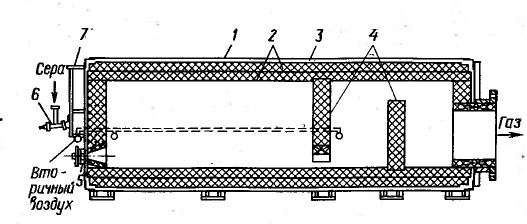 7 1 2 3 4
Сера
6
Газ
5
Вто-
ричный
воздух